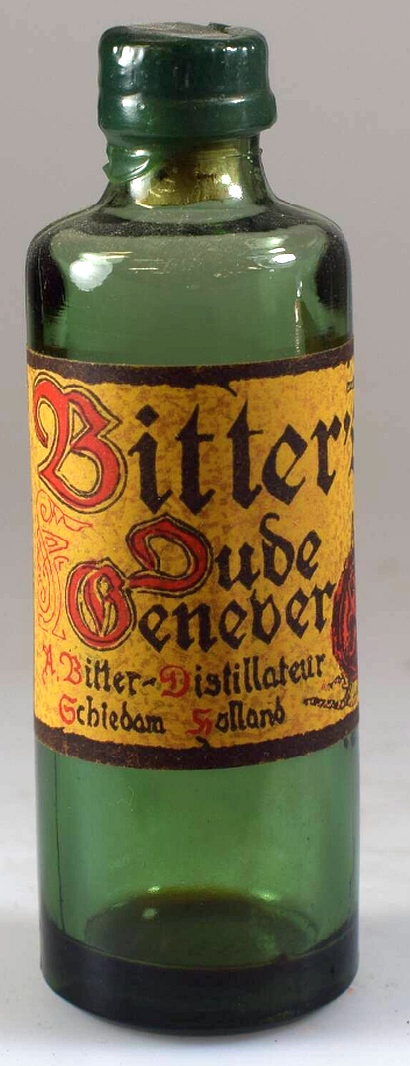 Bitter's
Oude
Genever
A. Bitter-Distillateur
Schiedam Holland